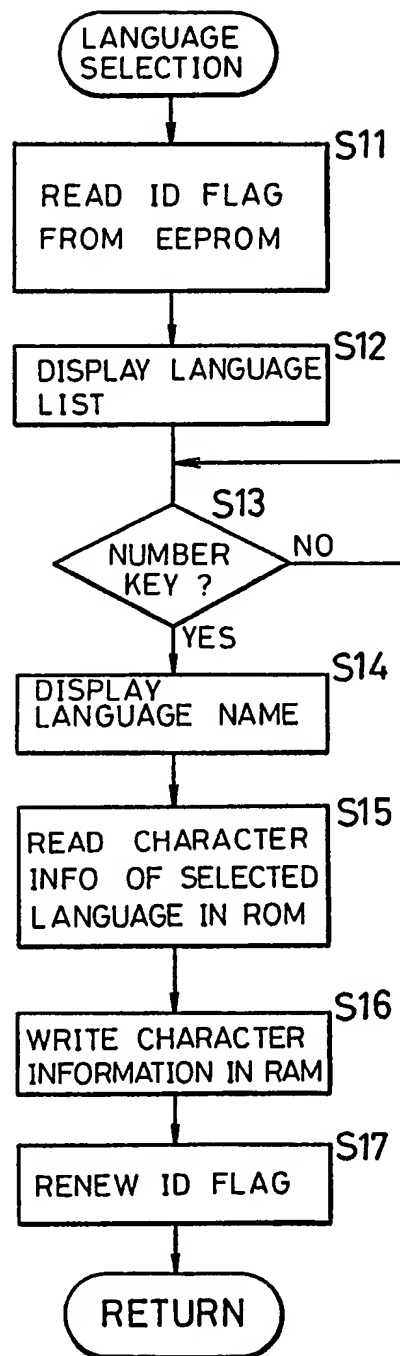 LANGUAGE
SELECTION
S11
READ ID FLAG
FROM EEPROM
S12
DISPLAY LANGUAGE
LIST
S13
NUMBER
KEY ?
NO
YES
S14
DISPLAY
LANGUAGE NAME
S15
READ CHARACTER
INFO OF SELECTED
LANGUAGE IN ROM
S16
WRITE CHARACTER
INFORMATION IN RAM
S17
RENEW ID FLAG
RETURN